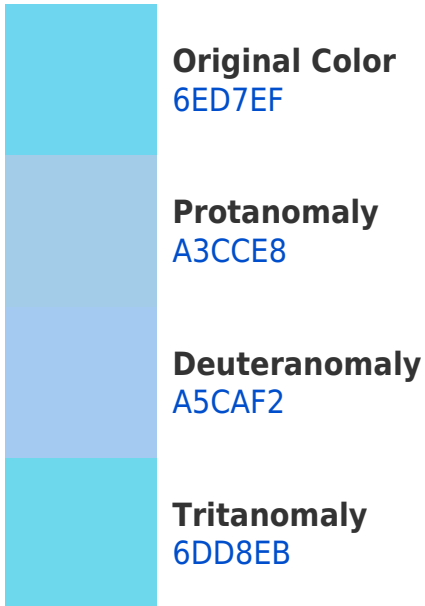 Original Color
6ED7EF
Protanomaly
A3CCE8
Deuteranomaly
A5CAF2
Tritanomaly
6DD8EB